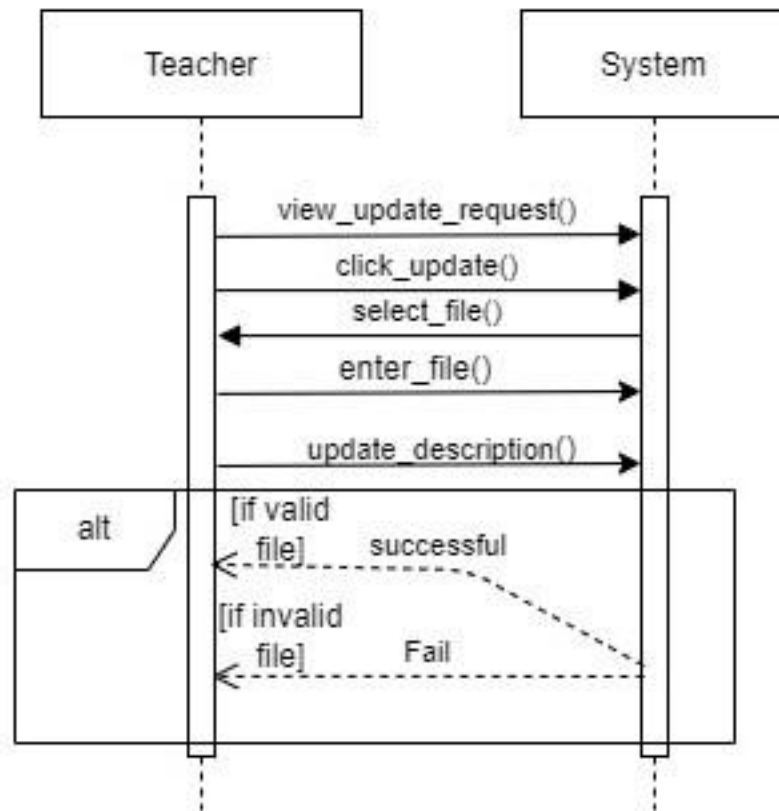 Teacher
System
view_update_request()
click_update()
select_file()
enter_file()
update_description()
alt
[if valid
file]
successful
[if invalid
file]
Fail